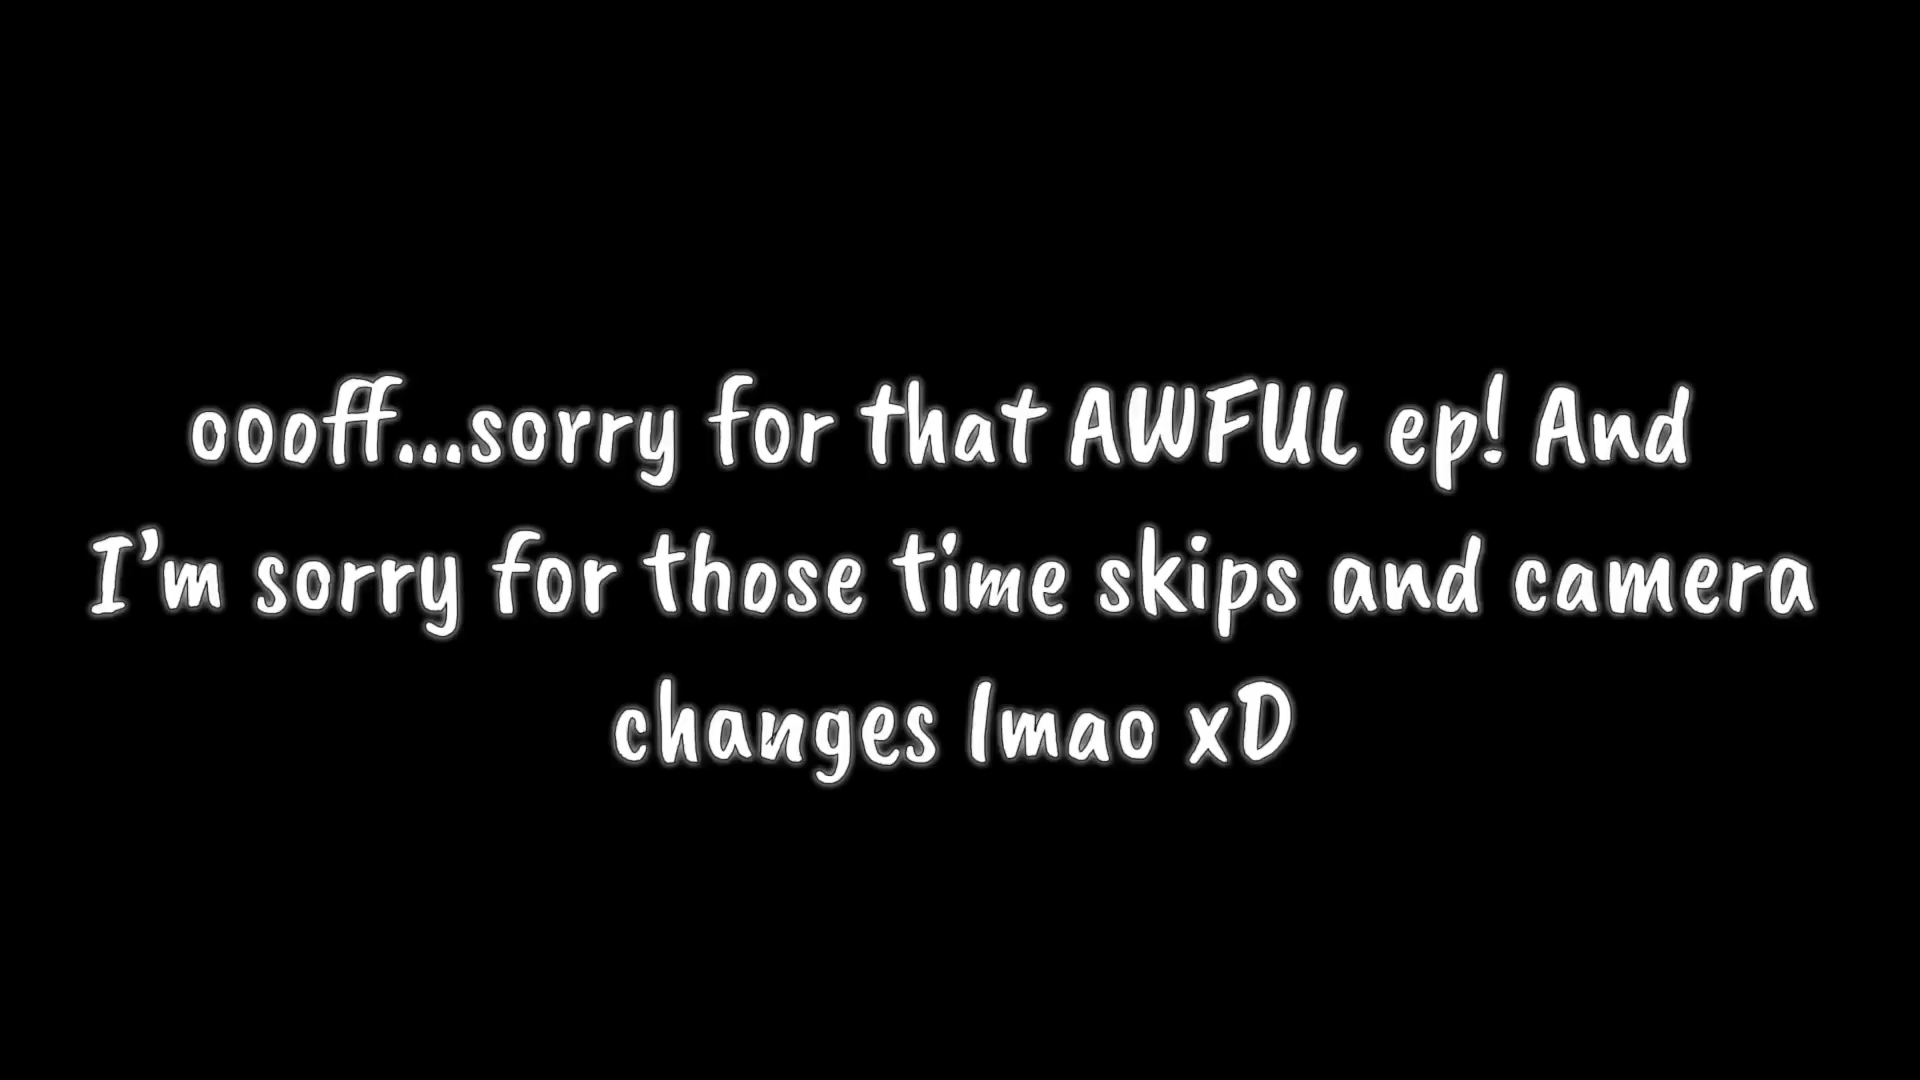 oooff...sorry for that AWFUL ep! And
I'm sorry for those time skips and camera
changes lmao xD